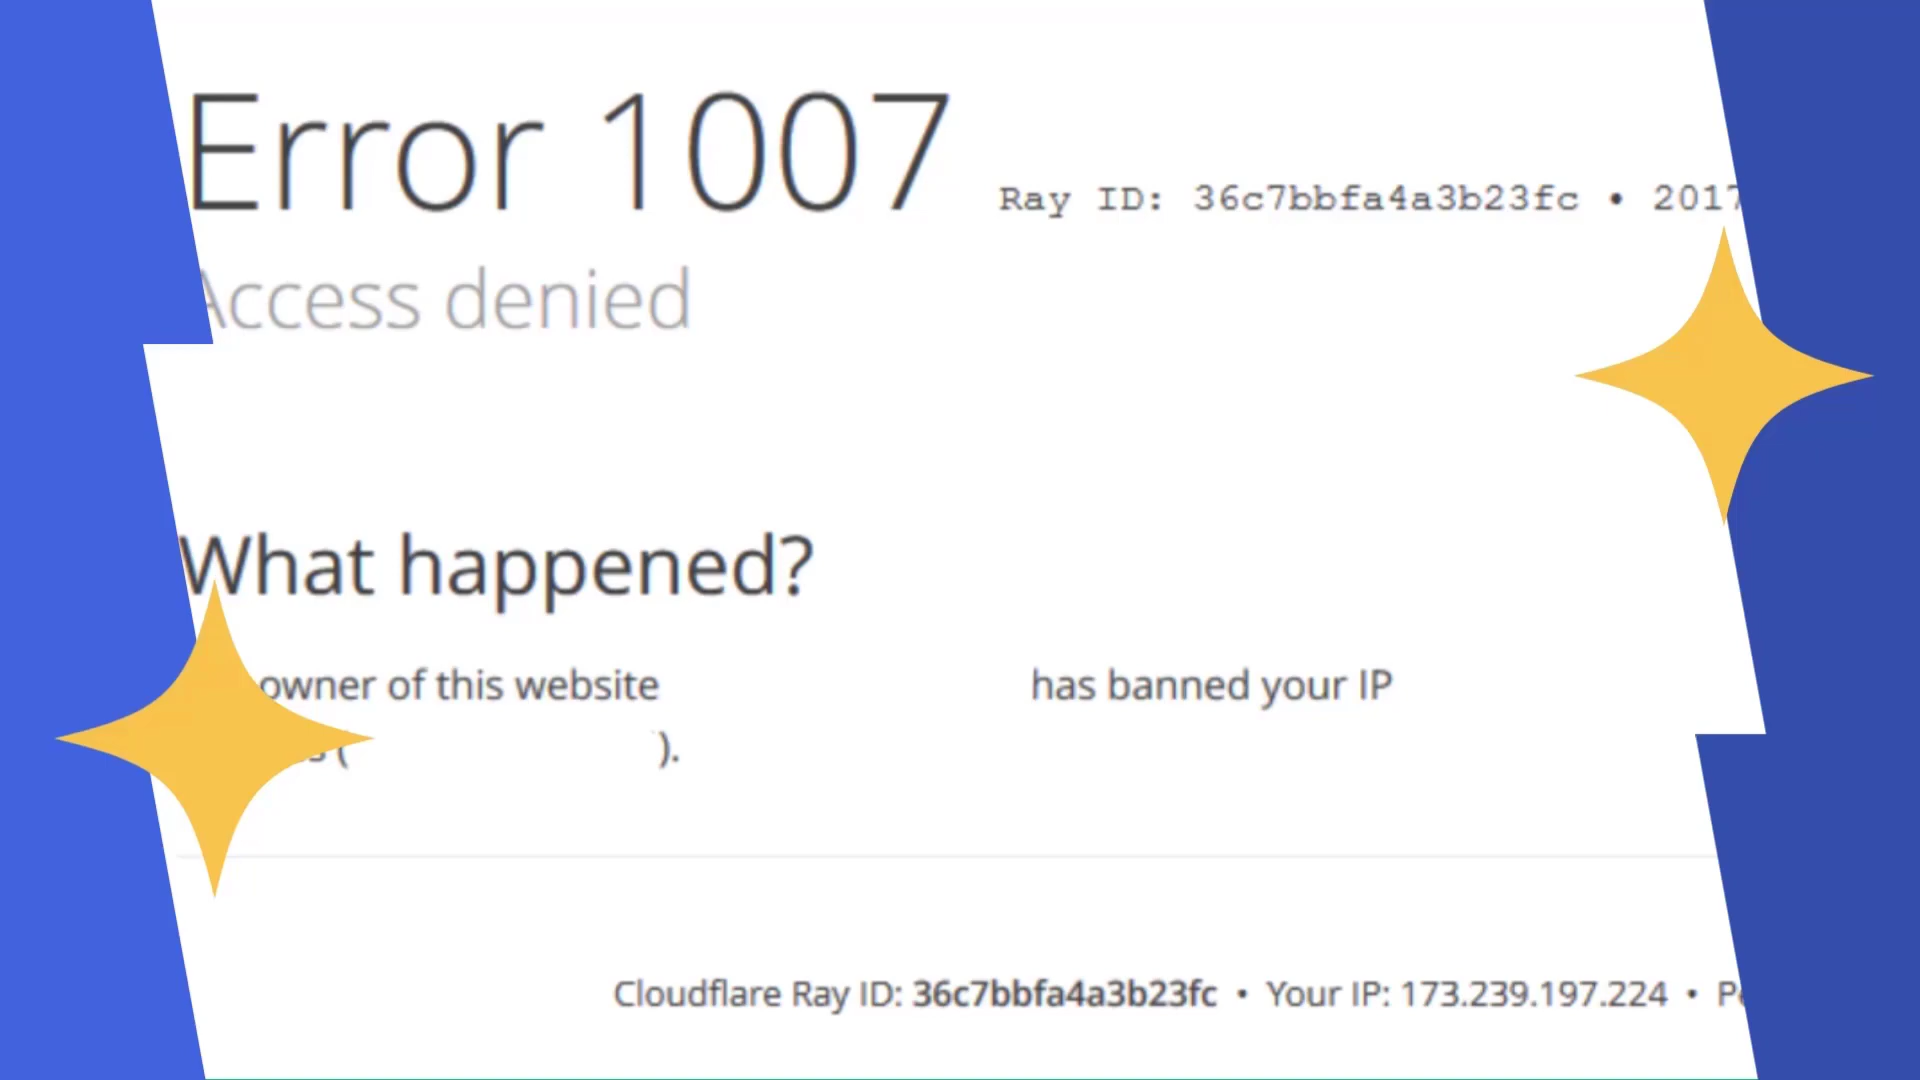 Error 1007 Ray ID: 36c7bbfa4a3b23fc • 2017
Access denied
What happened?
owner of this website has banned your IP
( ).
Cloudflare Ray ID: 36c7bbfa4a3b23fc • Your IP: 173.239.197.224 •